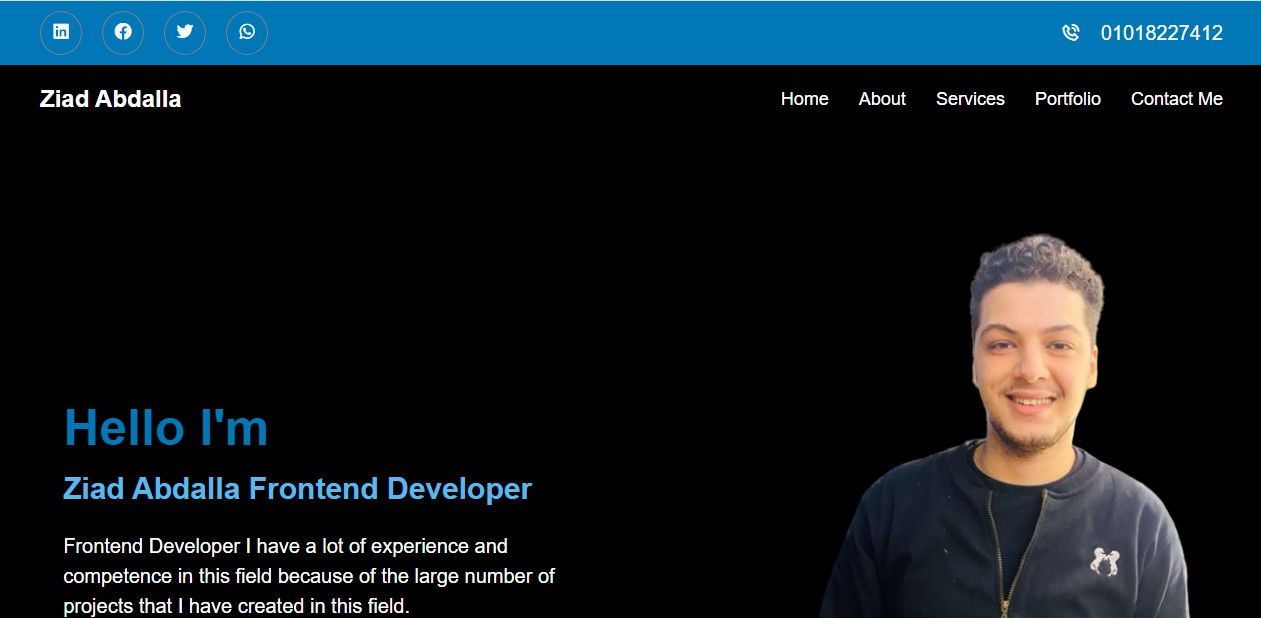 01018227412
Ziad Abdalla
Home About Services Portfolio Contact Me
Hello I'm
Ziad Abdalla Frontend Developer
Frontend Developer I have a lot of experience and
competence in this field because of the large number of
projects that I have created in this field.